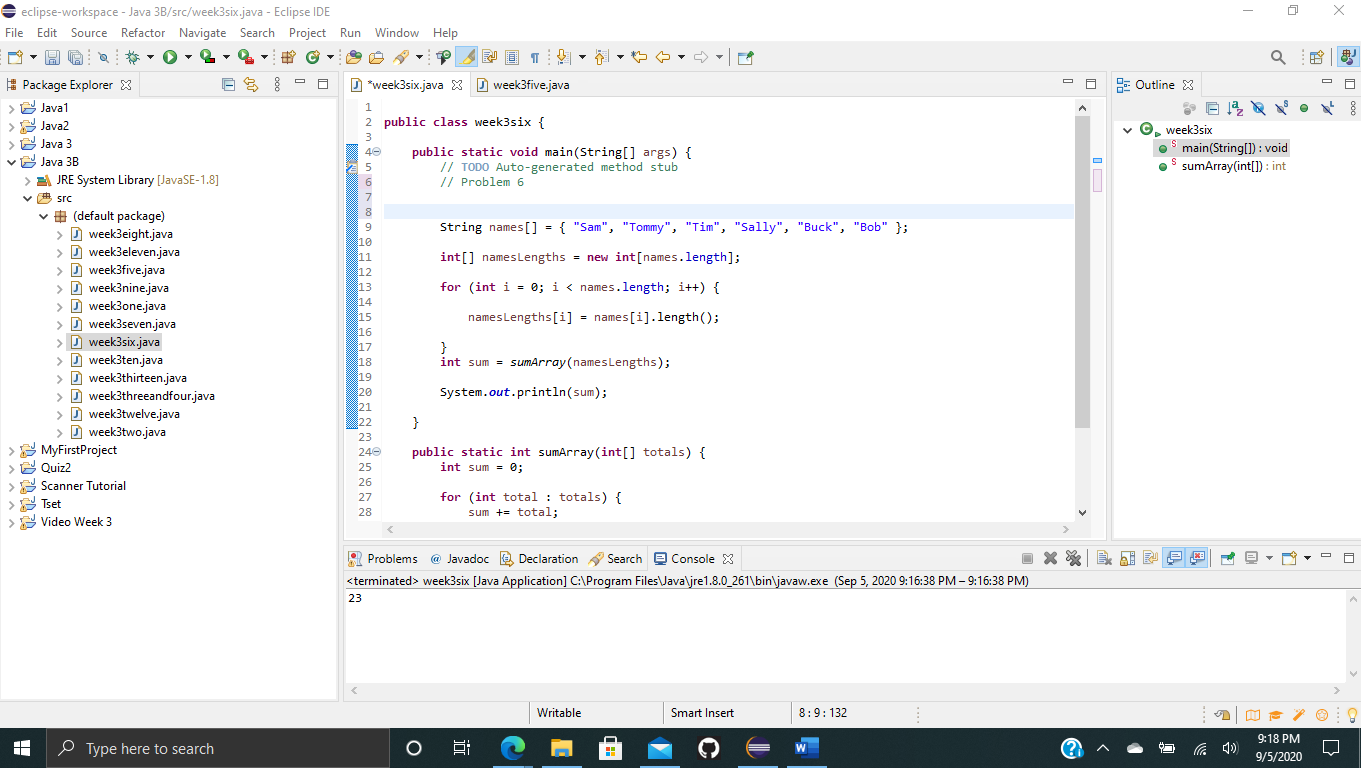 eclipse-workspace - Java 3B/src/week3six.java - Eclipse IDE
File Edit Source Refactor Navigate Search Project Run Window Help
Package Explorer
Java1
Java2
Java 3
Java 3B
JRE System Library [JavaSE-1.8]
src
(default package)
week3eight.java
week3eleven.java
week3five.java
week3nine.java
week3one.java
week3seven.java
week3six.java
week3ten.java
week3thirteen.java
week3threeandfour.java
week3twelve.java
week3two.java
MyFirstProject
Quiz2
Scanner Tutorial
Tset
Video Week 3
*week3six.java week3five.java
1
2 public class week3six {
3
4 public static void main(String[] args) {
5 // TODO Auto-generated method stub
6 // Problem 6
7
8
9 String names[] = { "Sam", "Tommy", "Tim", "Sally", "Buck", "Bob" };
10
11 int[] namesLengths = new int[names.length];
12
13 for (int i = 0; i < names.length; i++) {
14
15 namesLengths[i] = names[i].length();
16
17 }
18 int sum = sumArray(namesLengths);
19
20 System.out.println(sum);
21
22 }
23
24 public static int sumArray(int[] totals) {
25 int sum = 0;
26
27 for (int total : totals) {
28 sum += total;
Outline
week3six
main(String[]) : void
sumArray(int[]) : int
Problems Javadoc Declaration Search Console
<terminated> week3six [Java Application] C:\Program Files\Java\jre1.8.0_261\bin\javaw.exe (Sep 5, 2020 9:16:38 PM – 9:16:38 PM)
23
Writable Smart Insert 8 : 9 : 132
Type here to search
9:18 PM
9/5/2020